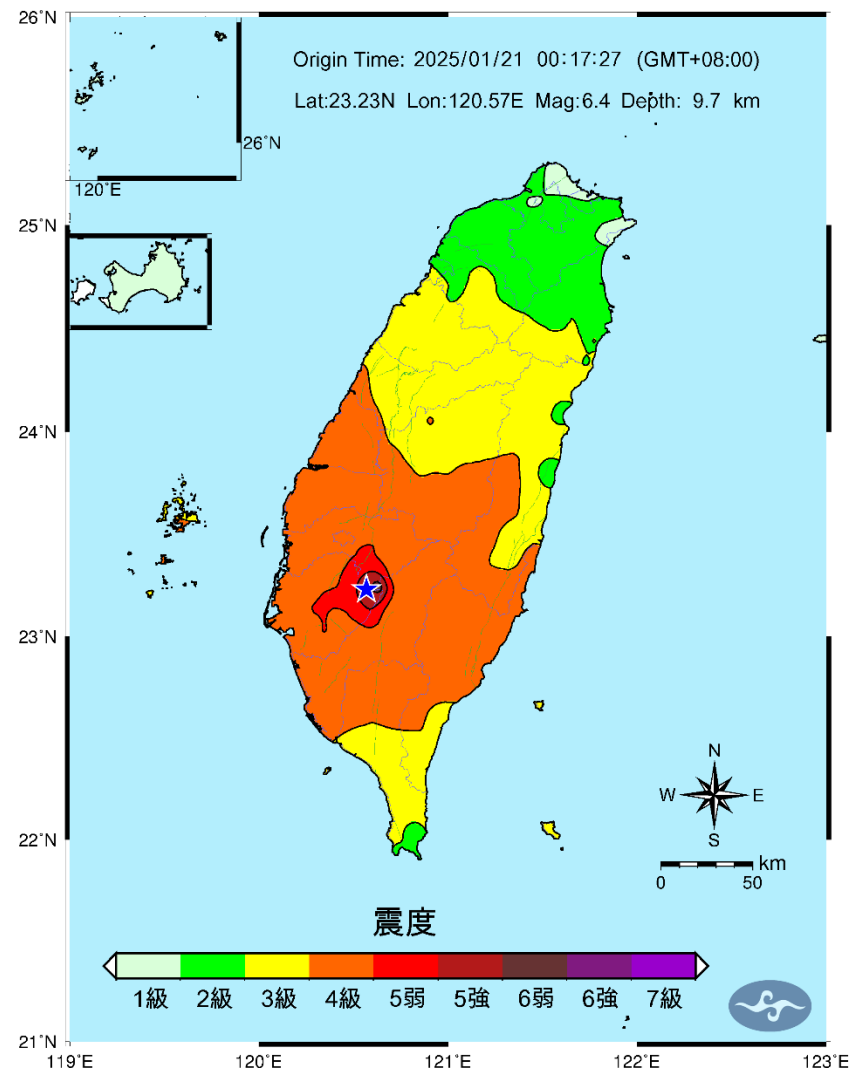 26°N
Origin Time: 2025/01/21 00:17:27 (GMT+08:00)
Lat:23.23N Lon:120.57E Mag:6.4 Depth: 9.7 km
26°N
120°E
25°N
24°N
23°N
22°N
21°N
N
W E
S
km
0 50
震度
1級 2級 3級 4級 5弱 5強 6弱 6強 7級
119°E 120°E 121°E 122°E 123°E